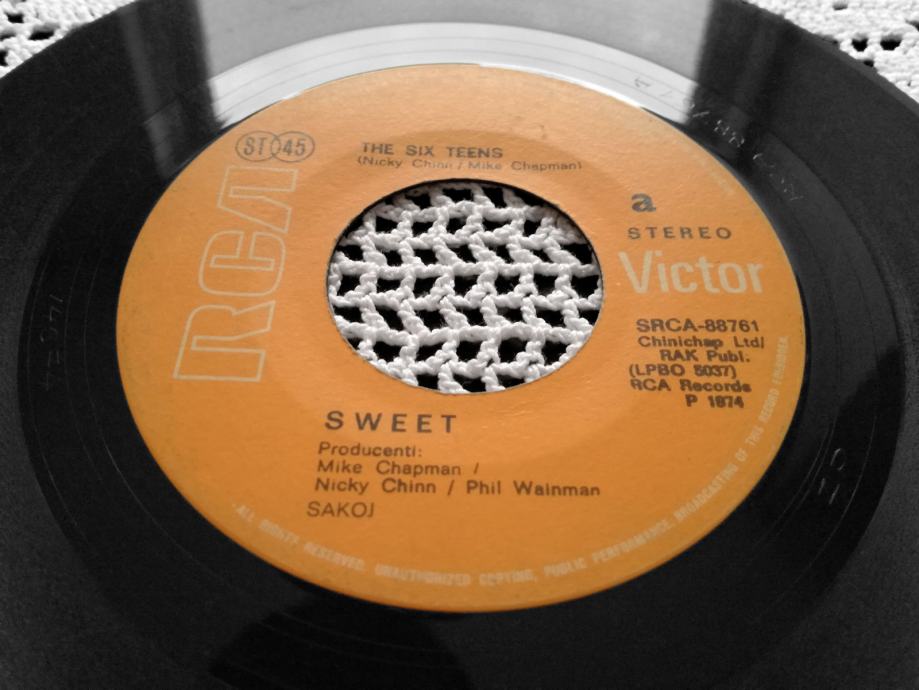 ST 45
THE SIX TEENS
(Nicky Chinn / Mike Chapman)
RCA
a
STEREO
Victor
SRCA-88761
Chinichap Ltd/
RAK Publ.
(LPBO 5037)
RCA Records
P 1974
SWEET
Producenti:
Mike Chapman /
Nicky Chinn / Phil Wainman
SAKOJ
ALL RIGHTS RESERVED. UNAUTHORIZED COPYING, PUBLIC PERFORMANCE, BROADCASTING OF THIS RECORD FORBIDDEN.